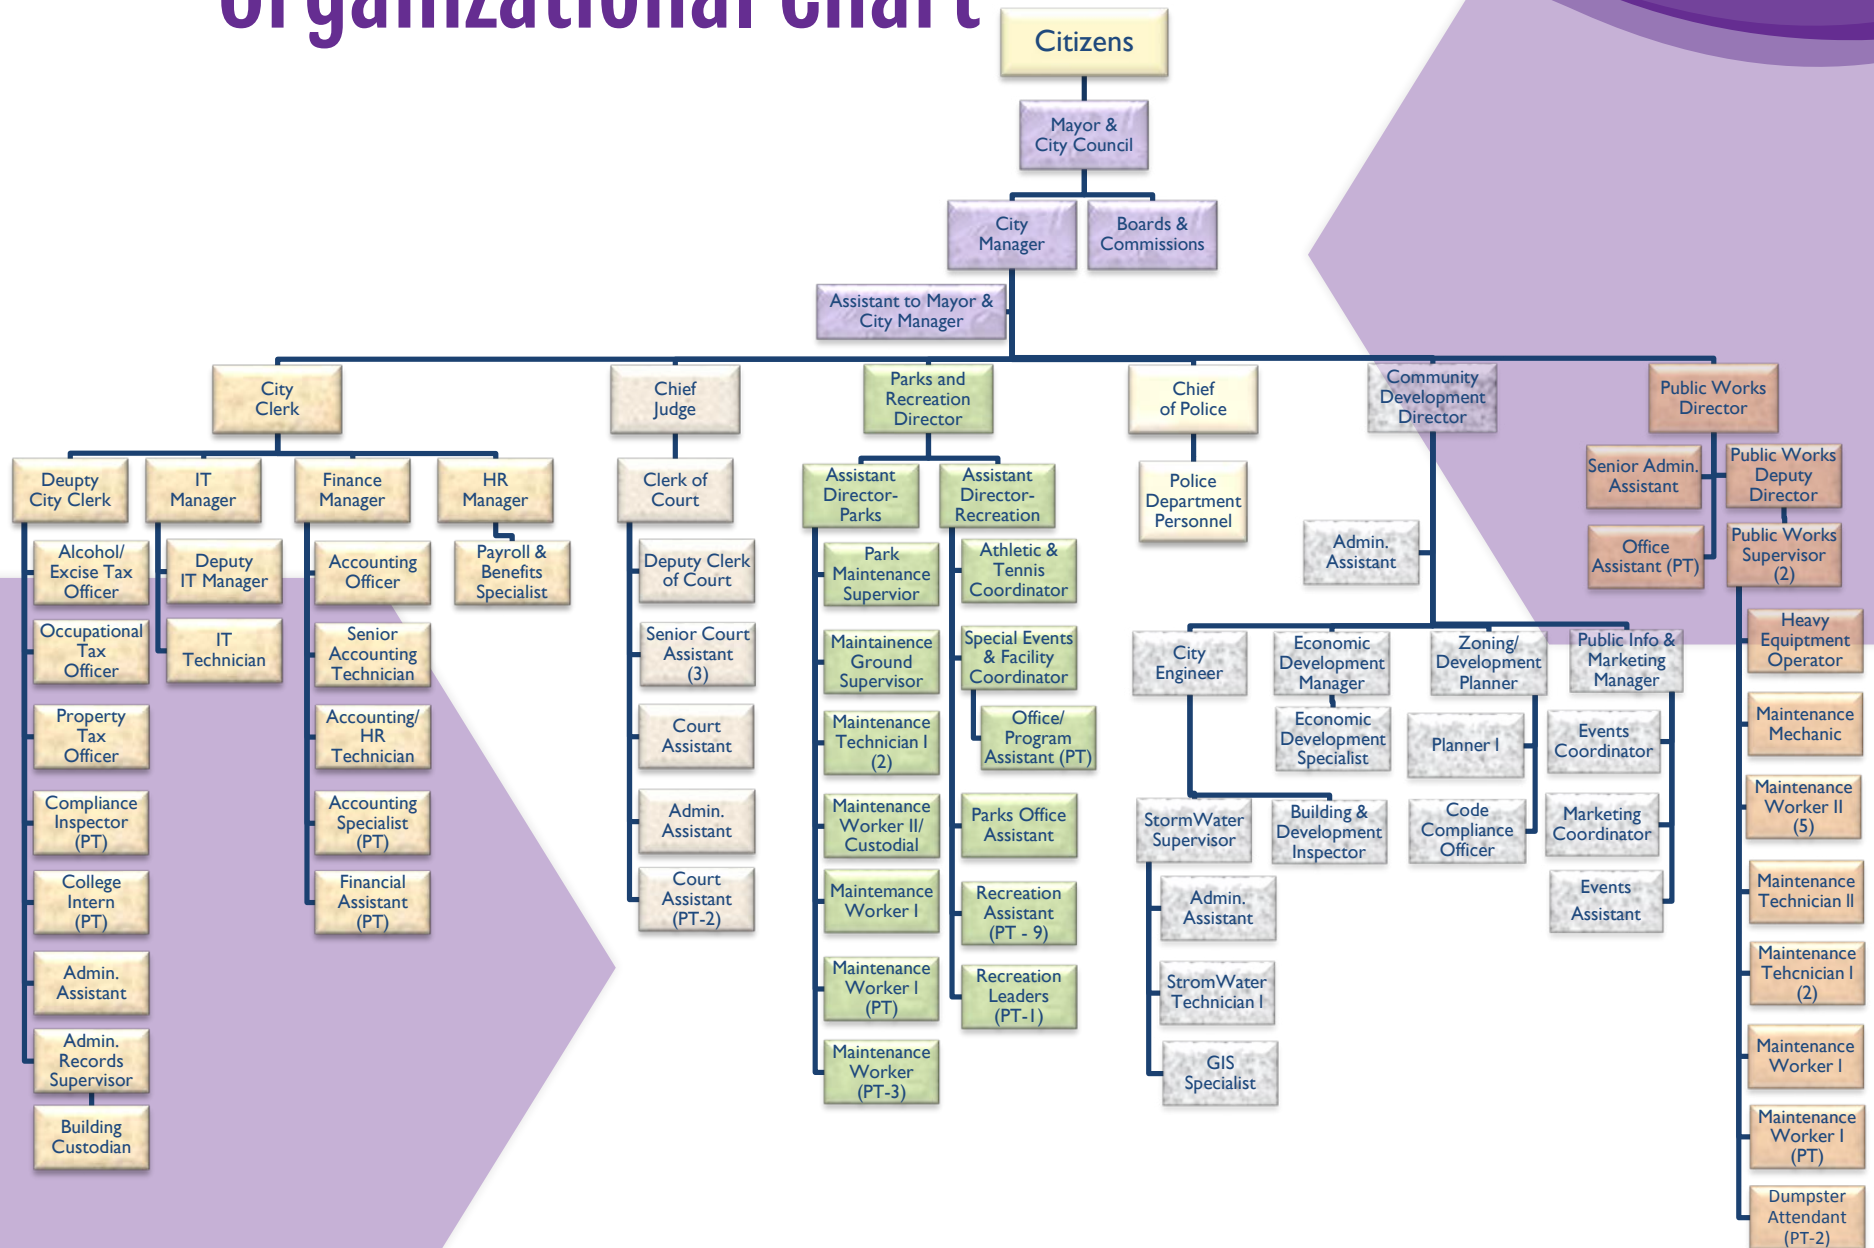 Organizational Chart
Citizens
Mayor &
City Council
City
Manager
Boards &
Commissions
Assistant to Mayor &
City Manager
City
Clerk
Chief
Judge
Parks and
Recreation
Director
Chief
of Police
Community
Development
Director
Public Works
Director
Deupty
City Clerk
IT
Manager
Finance
Manager
HR
Manager
Alcohol/
Excise Tax
Officer
Occupational
Tax
Officer
Property
Tax
Officer
Compliance
Inspector
(PT)
College
Intern
(PT)
Admin.
Assistant
Admin.
Records
Supervisor
Building
Custodian
Deputy
IT Manager
IT
Technician
Accounting
Officer
Senior
Accounting
Technician
Accounting/
HR
Technician
Accounting
Specialist
(PT)
Financial
Assistant
(PT)
Payroll &
Benefits
Specialist
Clerk of
Court
Deputy Clerk
of Court
Senior Court
Assistant
(3)
Court
Assistant
Admin.
Assistant
Court
Assistant
(PT-2)
Assistant
Director-
Parks
Park
Maintenance
Supervior
Maintainence
Ground
Supervisor
Maintenance
Technician I
(2)
Maintenance
Worker II/
Custodial
Maintemance
Worker I
Maintenance
Worker I
(PT)
Maintenance
Worker
(PT-3)
Assistant
Director-
Recreation
Athletic &
Tennis
Coordinator
Special Events
& Facility
Coordinator
Office/
Program
Assistant (PT)
Parks Office
Assistant
Recreation
Assistant
(PT - 9)
Recreation
Leaders
(PT-1)
Police
Department
Personnel
Admin.
Assistant
City
Engineer
Economic
Development
Manager
Zoning/
Development
Planner
Public Info &
Marketing
Manager
StormWater
Supervisor
Building &
Development
Inspector
Admin.
Assistant
StromWater
Technician I
GIS
Specialist
Economic
Development
Specialist
Planner I
Code
Compliance
Officer
Events
Coordinator
Marketing
Coordinator
Events
Assistant
Senior Admin.
Assistant
Public Works
Deputy
Director
Office
Assistant (PT)
Public Works
Supervisor
(2)
Heavy
Equiptment
Operator
Maintenance
Mechanic
Maintenance
Worker II
(5)
Maintenance
Technician II
Maintenance
Tehcnician I
(2)
Maintenance
Worker I
Maintenance
Worker I
(PT)
Dumpster
Attendant
(PT-2)